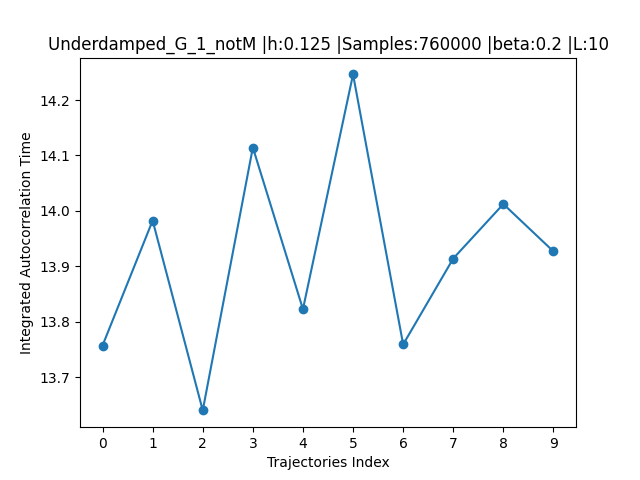 Underdamped_G_1_notM |h:0.125 |Samples:760000 |beta:0.2 |L:10
Integrated Autocorrelation Time
14.2
14.1
14.0
13.9
13.8
13.7
0 1 2 3 4 5 6 7 8 9
Trajectories Index